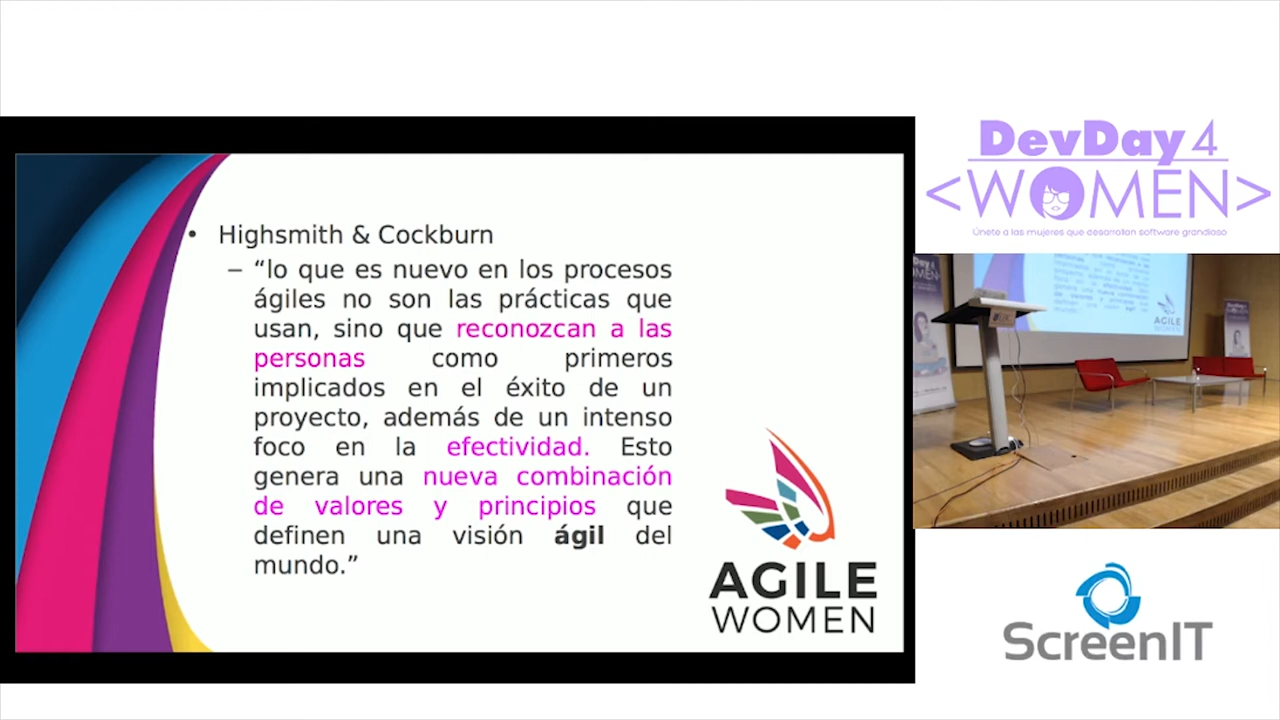 • Highsmith & Cockburn
– “lo que es nuevo en los procesos
ágiles no son las prácticas que
usan, sino que reconozcan a las
personas como primeros
implicados en el éxito de un
proyecto, además de un intenso
foco en la efectividad. Esto
genera una nueva combinación
de valores y principios que
definen una visión ágil del
mundo.”
AGILE
WOMEN
DevDay4
<WOMEN>
Únete a las mujeres que desarrollan software grandioso
AGILE
WOMEN
ScreenIT